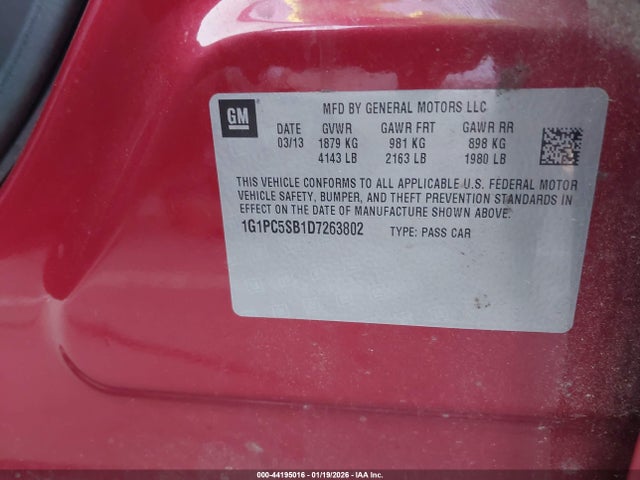 GM
MFD BY GENERAL MOTORS LLC
DATE GVWR GAWR FRT GAWR RR
03/13 1879 KG 981 KG 898 KG
4143 LB 2163 LB 1980 LB
THIS VEHICLE CONFORMS TO ALL APPLICABLE U.S. FEDERAL MOTOR
VEHICLE SAFETY, BUMPER, AND THEFT PREVENTION STANDARDS IN
EFFECT ON THE DATE OF MANUFACTURE SHOWN ABOVE.
1G1PC5SB1D7263802 TYPE: PASS CAR
000-44195016 - 01/19/2026 - IAA Inc.